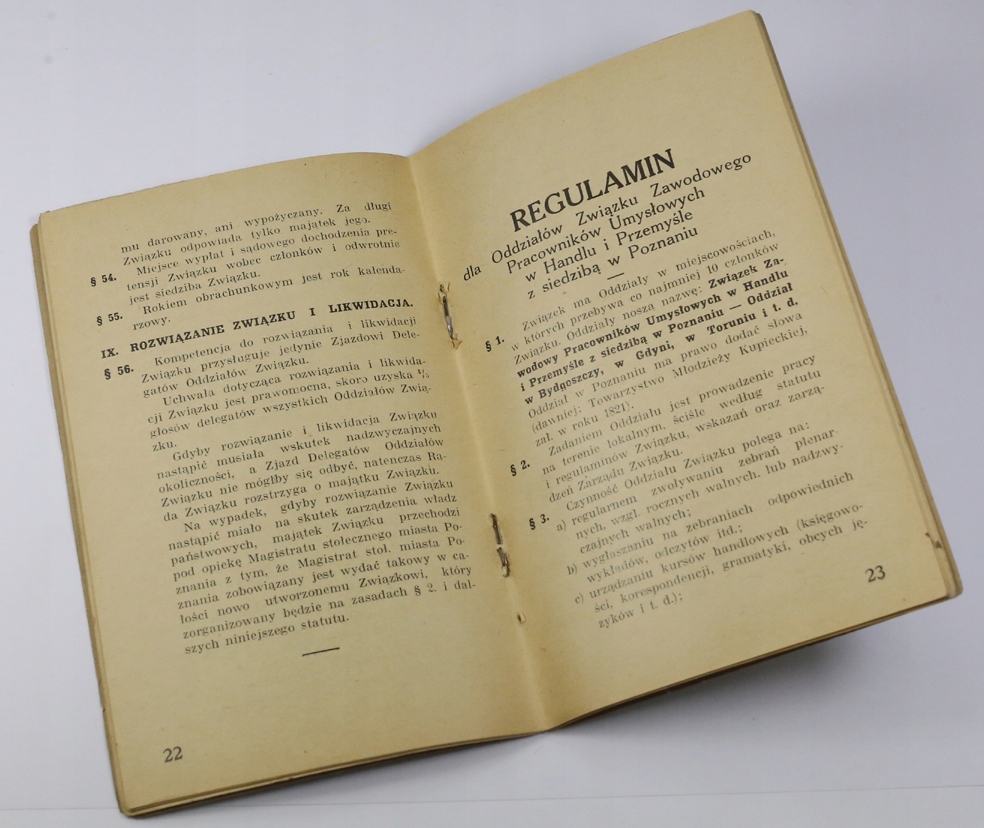 mu darowany, ani wypożyczany. Za długi
Związku odpowiada tylko majątek jego.
§ 54. Miejsce wypłat i sądowego dochodzenia pre-
tensji Związku wobec członków i odwrotnie
jest siedziba Związku.
§ 55. Rokiem obrachunkowym jest rok kalenda-
rzowy.
IX. ROZWIĄZANIE ZWIĄZKU I LIKWIDACJA.
§ 56. Kompetencja do rozwiązania i likwidacji
Związku przysługuje jedynie Zjazdowi Dele-
gatów Oddziałów Związku.
Uchwała dotycząca rozwiązania i likwida-
cji Związku jest prawomocna, skoro uzyska
głosów delegatów wszystkich Oddziałów Zwią-
zku.
Gdyby rozwiązanie i likwidacja Związku
nastąpić musiała wskutek nadzwyczajnych
okoliczności, a Zjazd Delegatów Oddziałów
Związku nie mógłby się odbyć, natenczas Ra-
da Związku rozstrzyga o majątku Związku.
Na wypadek, gdyby rozwiązanie Związku
nastąpić miało na skutek zarządzenia władz
państwowych, majątek Związku przechodzi
pod opiekę Magistratu stołecznego miasta Po-
znania z tym, że Magistrat stoł. miasta Po-
znania zobowiązany jest wydać takowy w ca-
łości nowo utworzonemu Związkowi, który
zorganizowany będzie na zasadach § 2. i dal-
szych niniejszego statutu.
22
REGULAMIN
dla Oddziałów Związku Zawodowego
Pracowników Umysłowych
w Handlu i Przemyśle
z siedzibą w Poznaniu
§ 1. Związek ma Oddziały w miejscowościach,
w których przebywa co najmniej 10 członków
Związku. Oddziały noszą nazwę: Związek Za-
wodowy Pracowników Umysłowych w Handlu
i Przemyśle z siedzibą w Poznaniu — Oddział
w Bydgoszczy, w Gdyni, w Toruniu i t. d.
Oddział w Poznaniu ma prawo dodać słowa
(dawniej: Towarzystwo Młodzieży Kupieckiej,
zał. w roku 1821).
§ 2. Zadaniem Oddziału jest prowadzenie pracy
na terenie lokalnym, ściśle według statutu
i regulaminów Związku, wskazań oraz zarzą-
dzeń Zarządu Związku.
§ 3. Czynność Oddziału Związku polega na:
a) regularnem zwoływaniu zebrań plenar-
nych, wzgl. rocznych walnych. lub nadzwy-
czajnych walnych;
b) wygłaszaniu na zebraniach odpowiednich
wykładów, odczytów itd.;
c) urządzaniu kursów handlowych (księgowo-
ści, korespondencji, gramatyki, obcych ję-
zyków i t. d.);
23